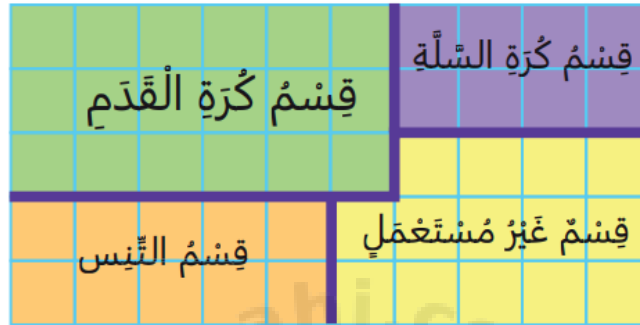 قِسْمُ كُرَةِ السَّلَّةِ
قِسْمُ كُرَةِ الْقَدَمِ
قِسْمٌ غَيْرُ مُسْتَعْمَلٍ
قِسْمُ التِّنِس